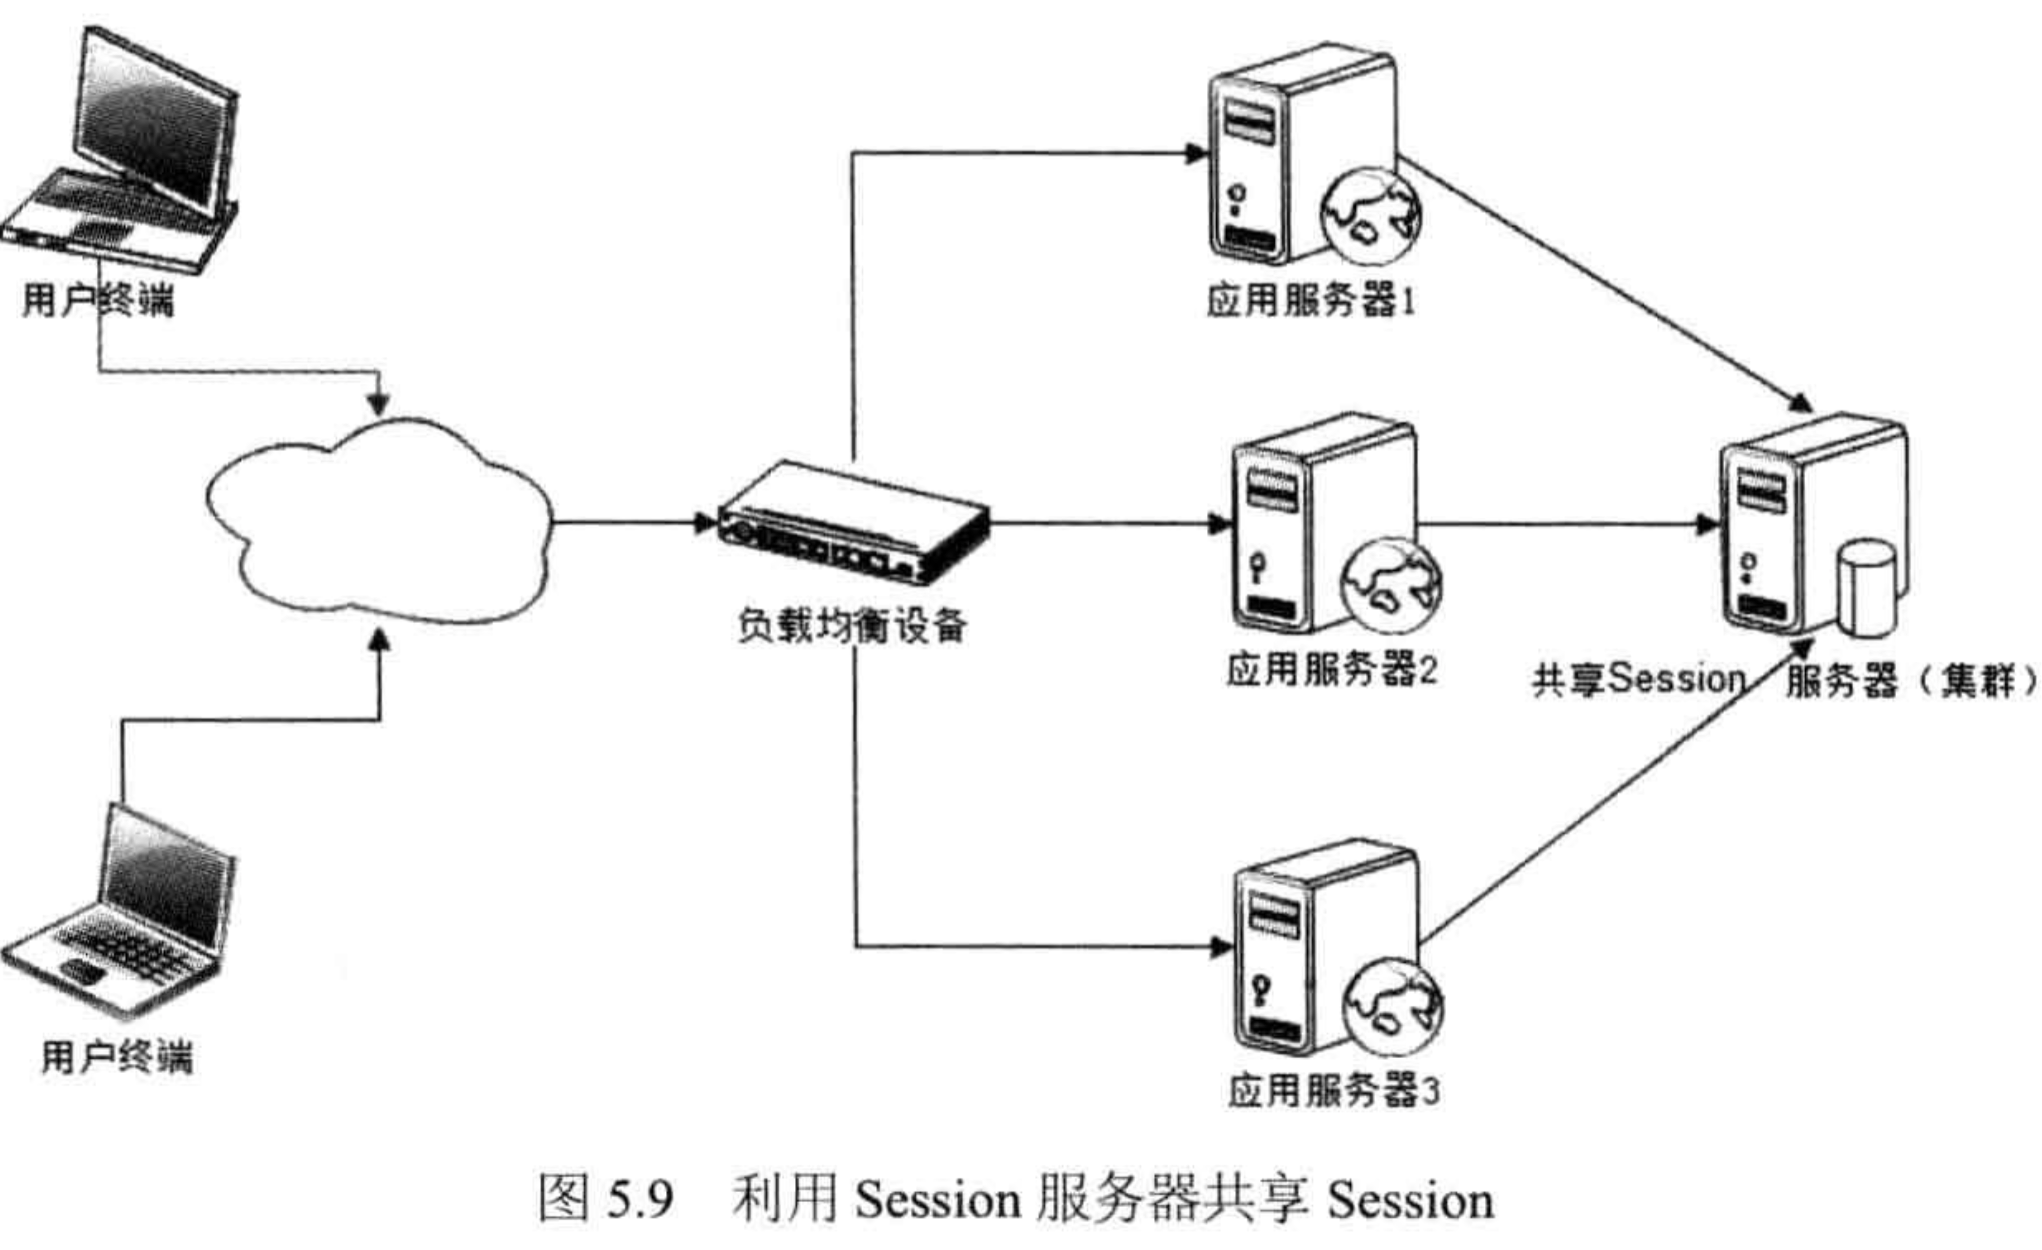 用户终端
应用服务器1
负载均衡设备
应用服务器2
共享Session 服务器（集群）
用户终端
应用服务器3
图 5.9 利用 Session 服务器共享 Session